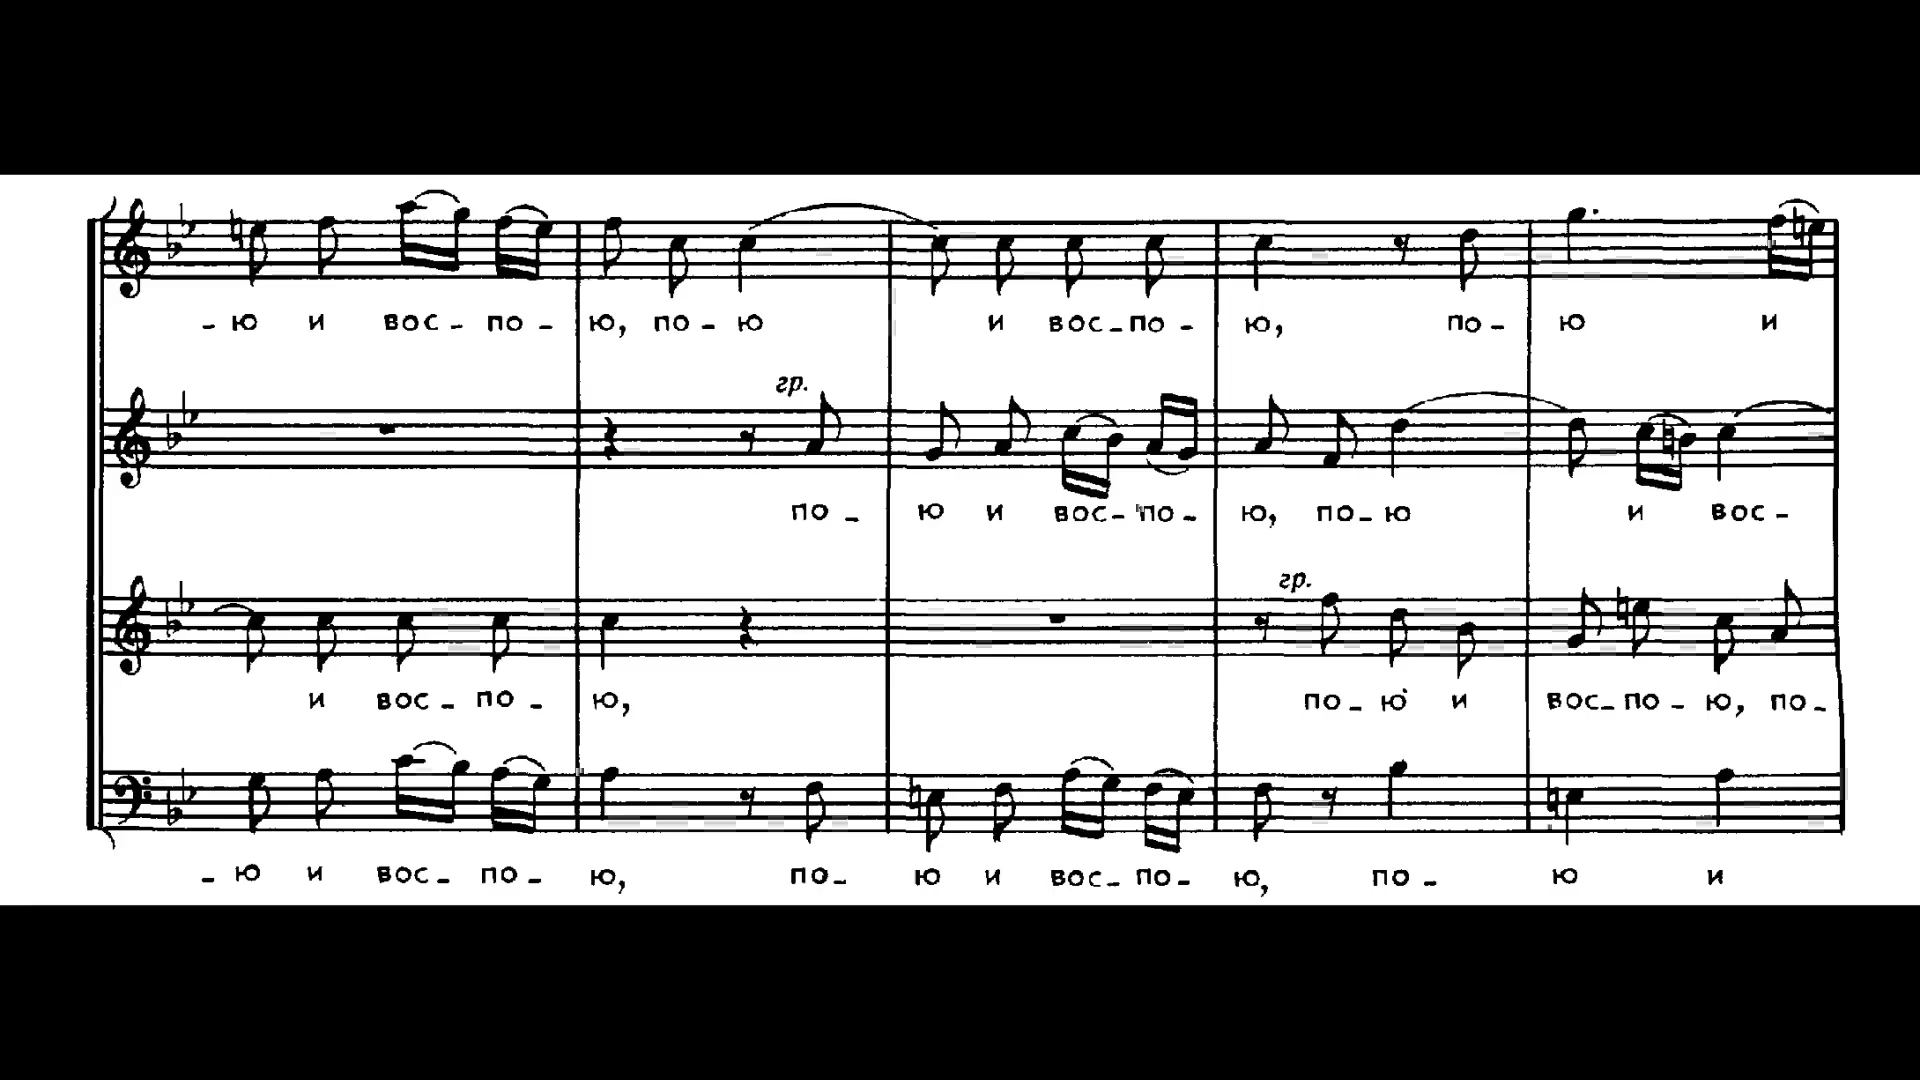 - ю и вос - по - ю, по - ю и вос - по - ю, по - ю и
гр.
по - ю и вос - по - ю, по - ю и вос -
гр.
и вос - по - ю, по - ю и вос - по - ю, по -
- ю и вос - по - ю, по - ю и вос - по - ю, по - ю и